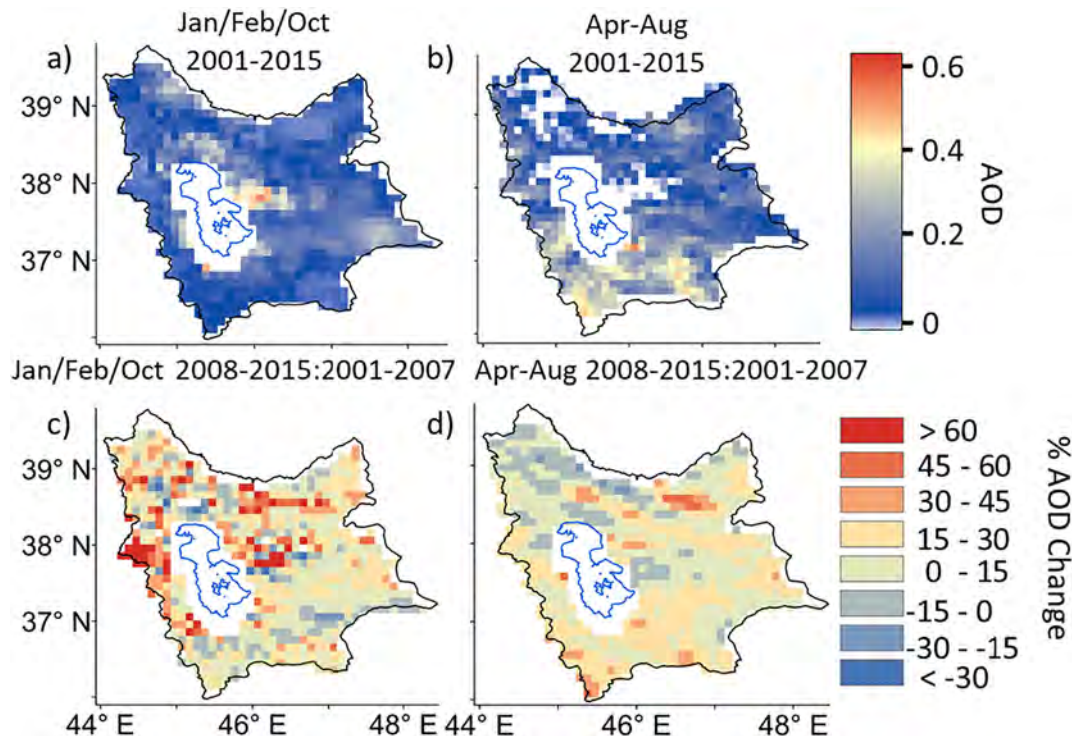 Jan/Feb/Oct
2001-2015
a)
Apr-Aug
2001-2015
b)
39° N
38° N
37° N
0.6
0.4
0.2
0
AOD
Jan/Feb/Oct 2008-2015:2001-2007
Apr-Aug 2008-2015:2001-2007
c)
d)
39° N
38° N
37° N
44° E
46° E
48° E
44° E
46° E
48° E
> 60
45 - 60
30 - 45
15 - 30
0 - 15
-15 - 0
-30 - -15
< -30
% AOD Change